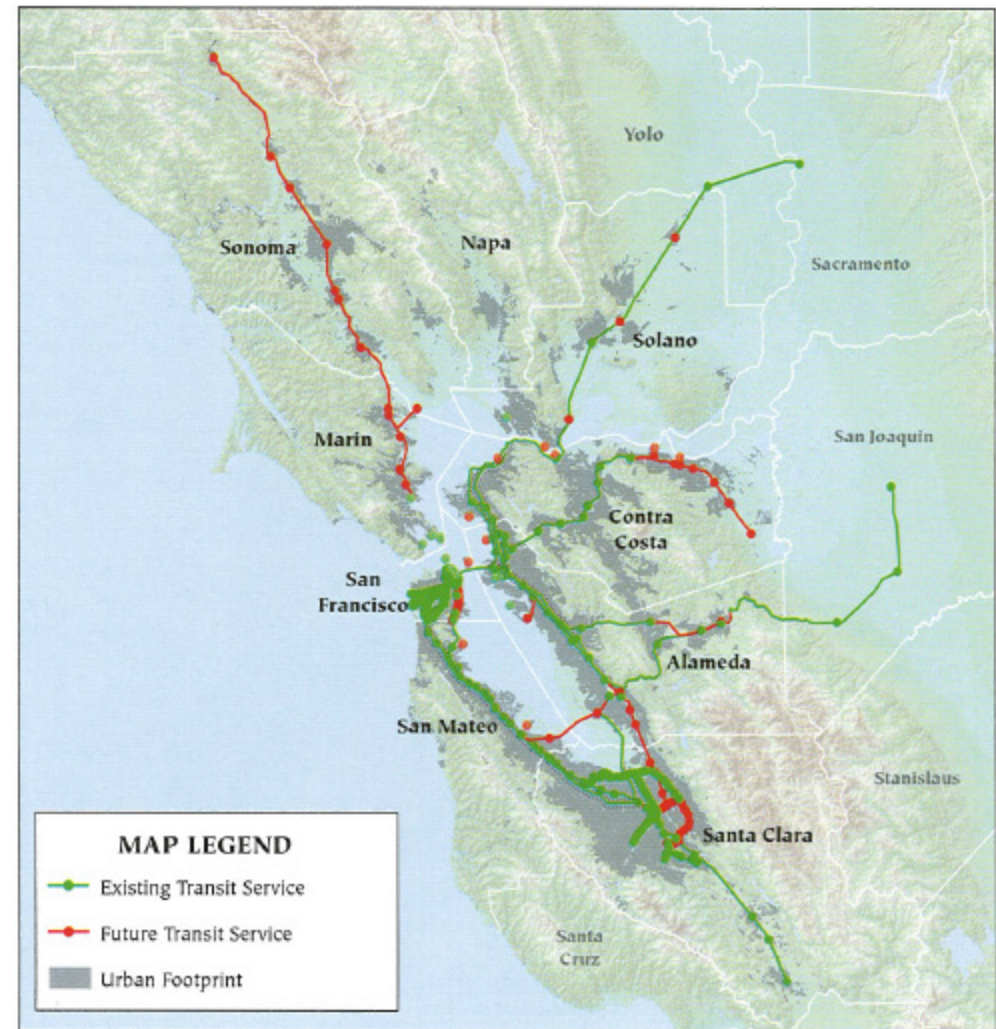 Yolo
Sonoma
Napa
Sacramento
Solano
Marin
San Joaquin
Contra
Costa
San
Francisco
Alameda
San Mateo
Stanislaus
Santa Clara
Santa
Cruz
MAP LEGEND
Existing Transit Service
Future Transit Service
Urban Footprint